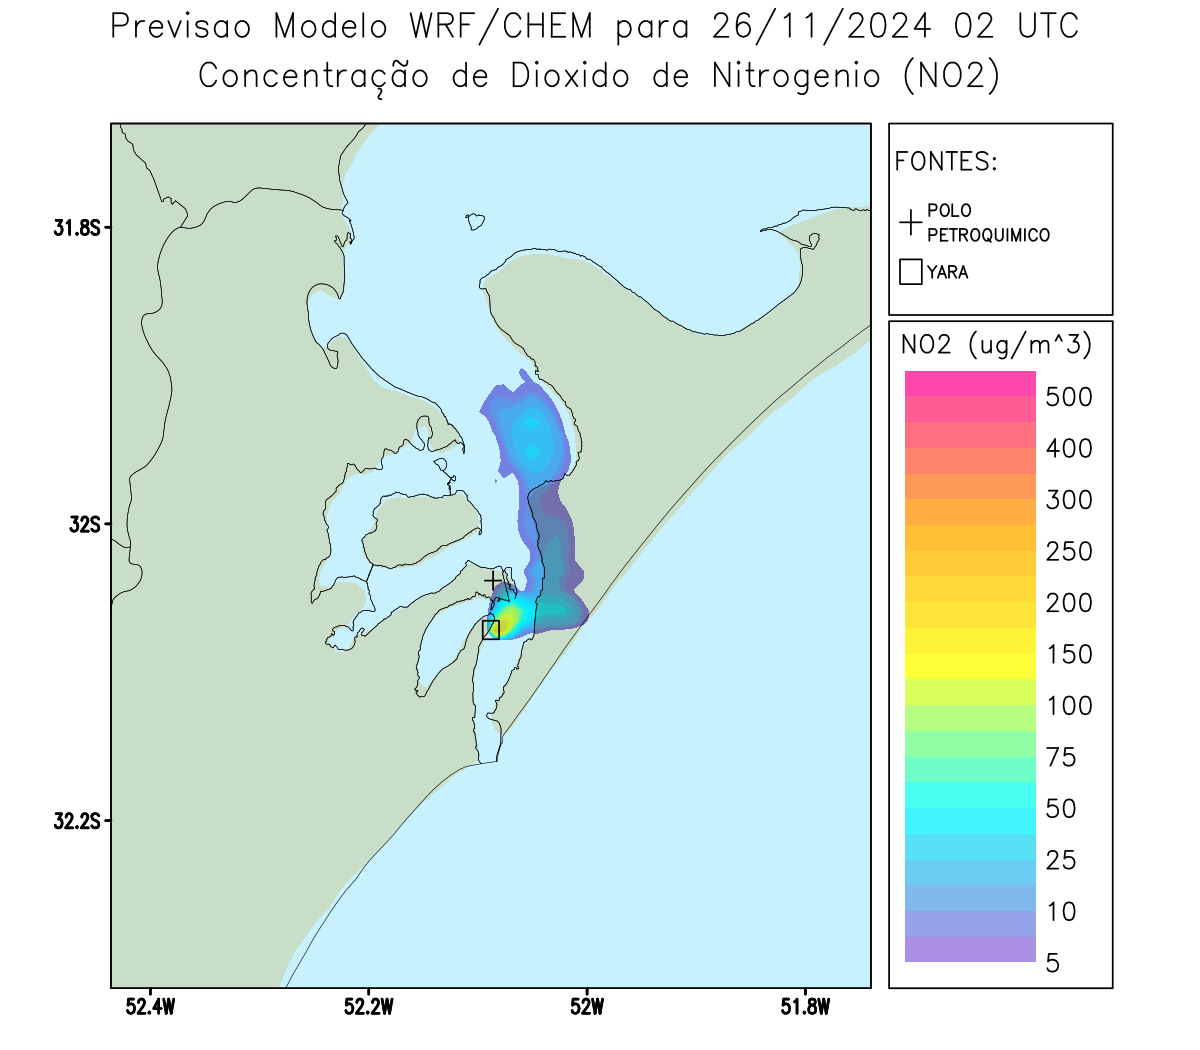 Previsao Modelo WRF/CHEM para 26/11/2024 02 UTC
Concentração de Dioxido de Nitrogenio (NO2)
FONTES:
POLO
PETROQUIMICO
YARA
31.8S
32S
32.2S
52.4W
52.2W
52W
51.8W
NO2 (ug/m^3)
500
400
300
250
200
150
100
75
50
25
10
5